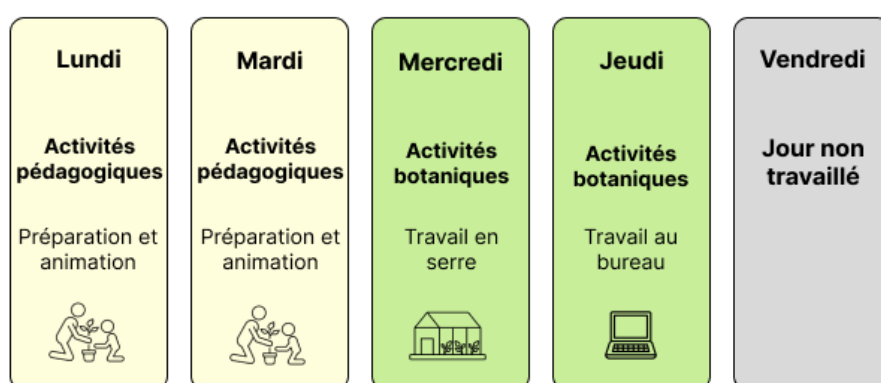 Lundi
Activités
pédagogiques
Préparation et
animation
Mardi
Activités
pédagogiques
Préparation et
animation
Mercredi
Activités
botaniques
Travail en
serre
Jeudi
Activités
botaniques
Travail au
bureau
Vendredi
Jour non
travaillé